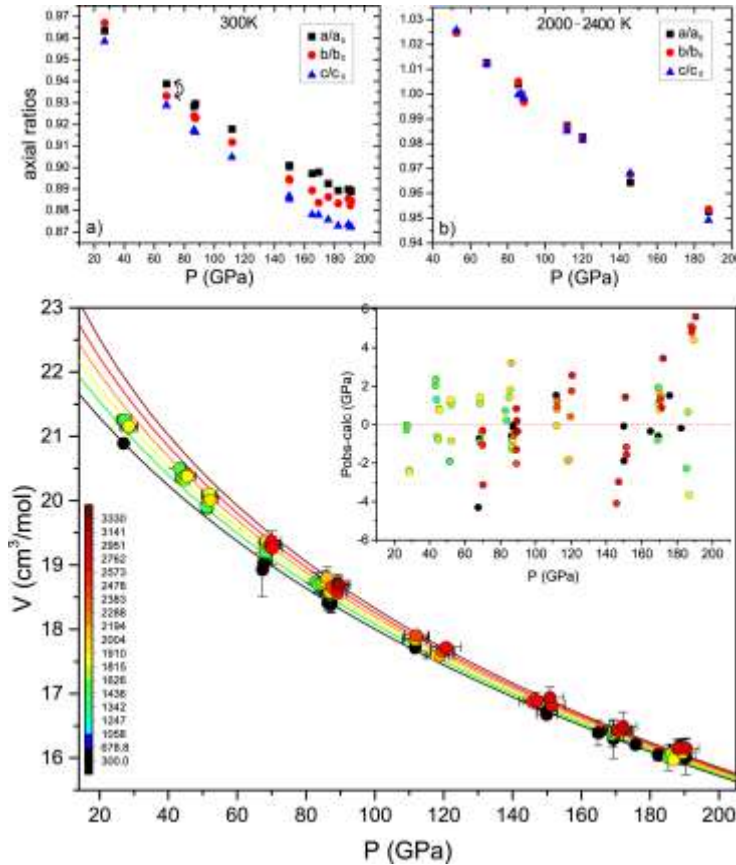 300K
a/a₀
b/b₀
c/c₀
axial ratios
0.97
0.96
0.95
0.94
0.93
0.92
0.91
0.90
0.89
0.88
0.87
a)
20 40 60 80 100 120 140 160 180 200
P (GPa)
2000-2400 K
a/a₀
b/b₀
c/c₀
1.03
1.02
1.01
1.00
0.99
0.98
0.97
0.96
0.95
0.94
b)
40 60 80 100 120 140 160 180 200
P (GPa)
23
22
21
20
19
18
17
16
V (cm³/mol)
3330
3141
2951
2762
2573
2478
2383
2288
2194
2004
1910
1815
1626
1436
1342
1247
1058
678.8
300.0
20 40 60 80 100 120 140 160 180 200
P (GPa)
Pobs-calc (GPa)
6
4
2
0
-2
-4
-6
20 40 60 80 100 120 140 160 180 200
P (GPa)